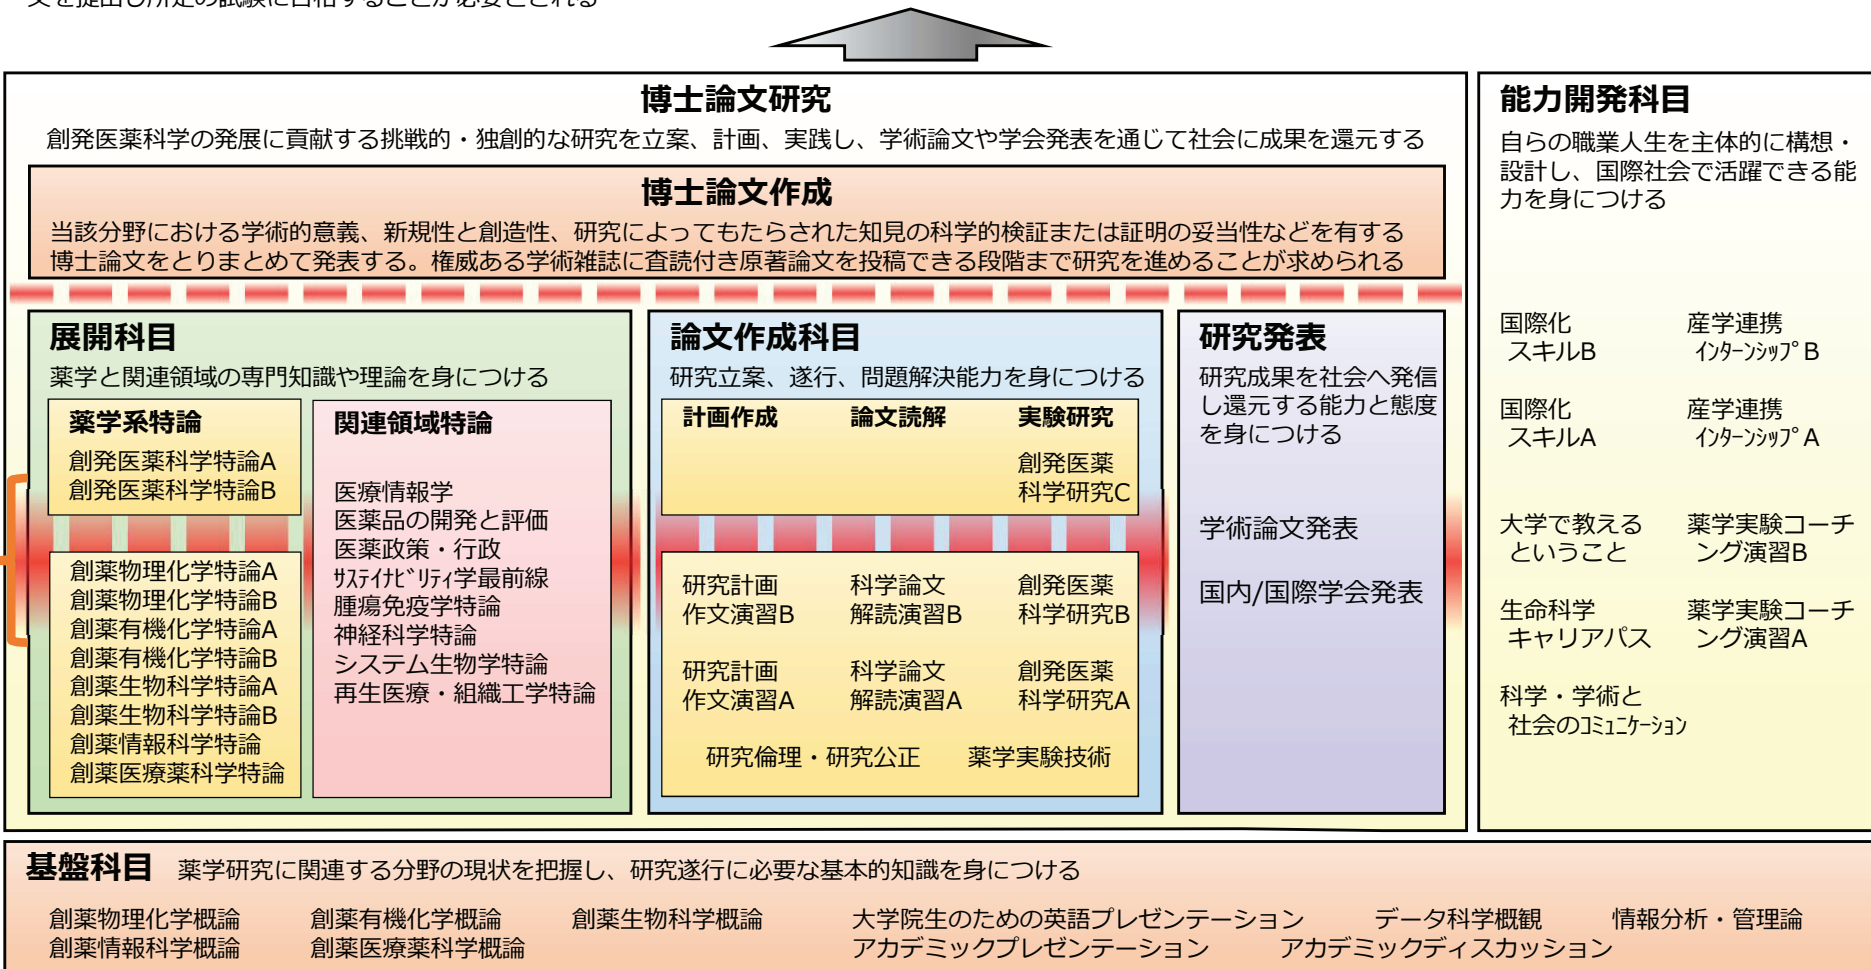 文を提出し所定の試験に合格することが必要とされる
博士論文研究
創発医薬科学の発展に貢献する挑戦的・独創的な研究を立案、計画、実践し、学術論文や学会発表を通じて社会に成果を還元する
博士論文作成
当該分野における学術的意義、新規性と創造性、研究によってもたらされた知見の科学的検証または証明の妥当性などを有する
博士論文をとりまとめて発表する。権威ある学術雑誌に査読付き原著論文を投稿できる段階まで研究を進めることが求められる
展開科目
薬学と関連領域の専門知識や理論を身につける
薬学系特論
創発医薬科学特論A
創発医薬科学特論B
創薬物理化学特論A
創薬物理化学特論B
創薬有機化学特論A
創薬有機化学特論B
創薬生物科学特論A
創薬生物科学特論B
創薬情報科学特論
創薬医療薬科学特論
関連領域特論
医療情報学
医薬品の開発と評価
医薬政策・行政
ｻｽﾃｲﾅﾋﾞﾘﾃｨ学最前線
腫瘍免疫学特論
神経科学特論
システム生物学特論
再生医療・組織工学特論
論文作成科目
研究立案、遂行、問題解決能力を身につける
計画作成 論文読解 実験研究
創発医薬
科学研究C
研究計画 科学論文 創発医薬
作文演習B 解読演習B 科学研究B
研究計画 科学論文 創発医薬
作文演習A 解読演習A 科学研究A
研究倫理・研究公正 薬学実験技術
研究発表
研究成果を社会へ発信
し還元する能力と態度
を身につける
学術論文発表
国内/国際学会発表
能力開発科目
自らの職業人生を主体的に構想・
設計し、国際社会で活躍できる能
力を身につける
国際化 産学連携
スキルB ｲﾝﾀｰﾝｼｯﾌﾟB
国際化 産学連携
スキルA ｲﾝﾀｰﾝｼｯﾌﾟA
大学で教える 薬学実験コーチ
ということ ング演習B
生命科学 薬学実験コーチ
キャリアパス ング演習A
科学・学術と
社会のｺﾐｭﾆｹｰｼｮﾝ
基盤科目 薬学研究に関連する分野の現状を把握し、研究遂行に必要な基本的知識を身につける
創薬物理化学概論 創薬有機化学概論 創薬生物科学概論 大学院生のための英語プレゼンテーション データ科学概観 情報分析・管理論
創薬情報科学概論 創薬医療薬科学概論 アカデミックプレゼンテーション アカデミックディスカッション